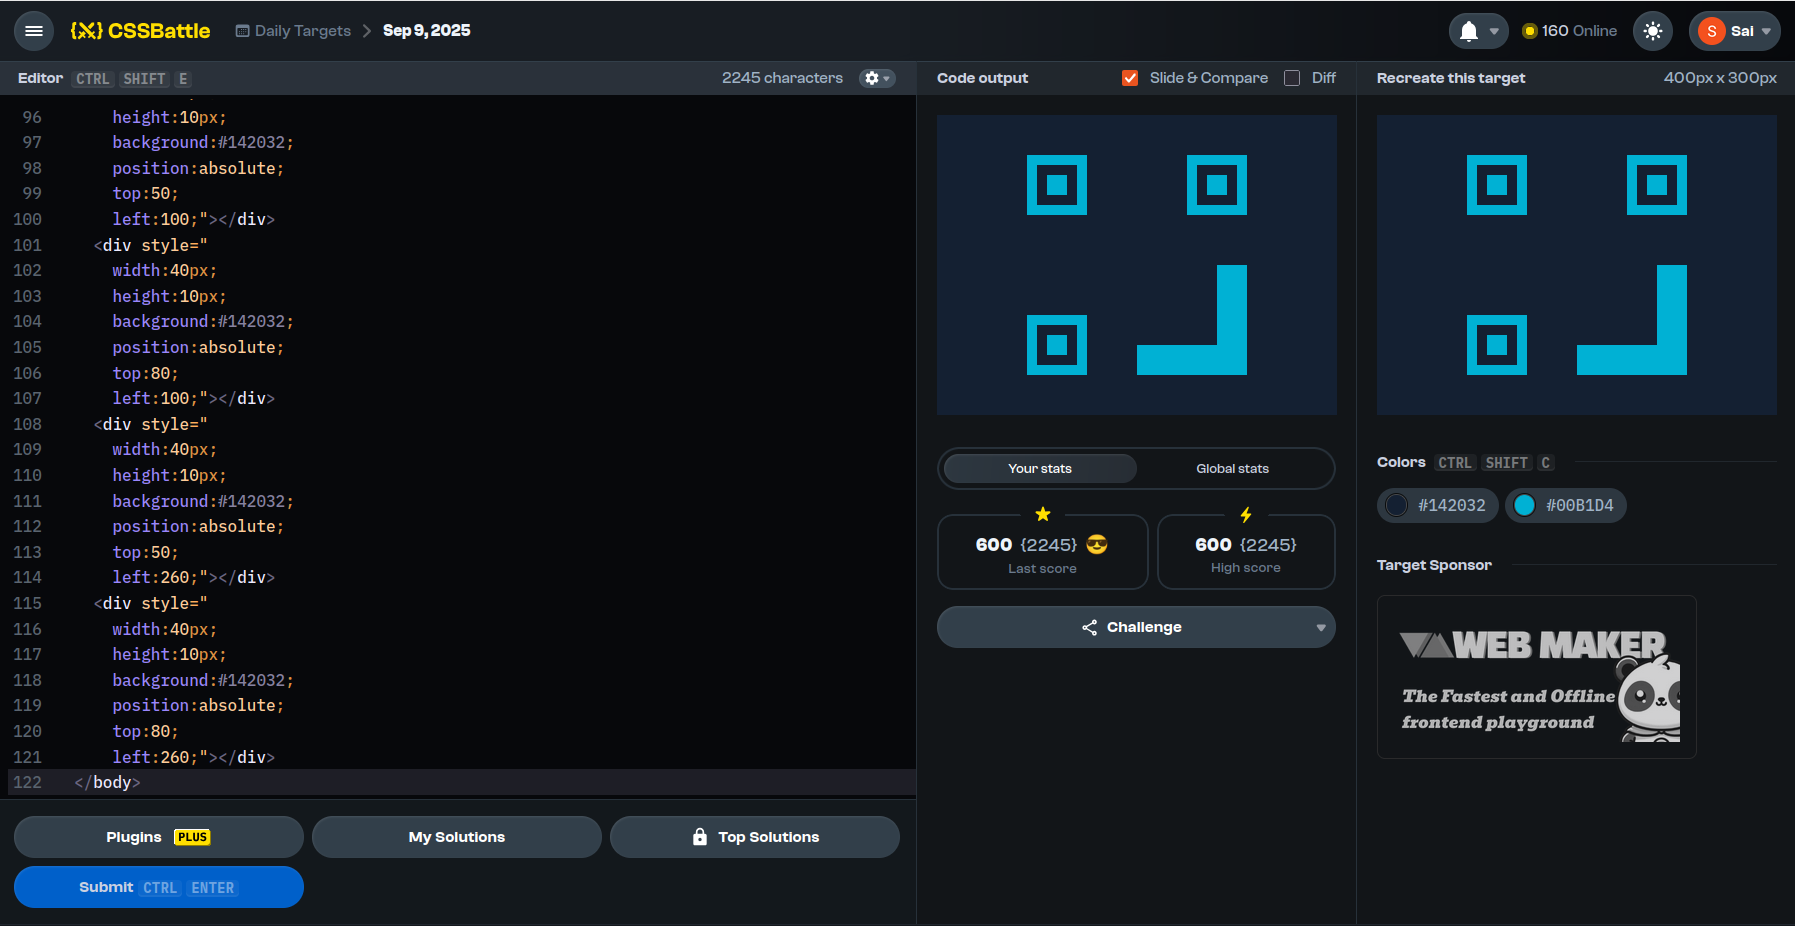 {X} CSSBattle
Daily Targets
Sep 9, 2025
160 Online
S
Sai
Editor CTRL SHIFT E
2245 characters
96 height:10px;
97 background:#142032;
98 position:absolute;
99 top:50;
100 left:100;"></div>
101 <div style="
102 width:40px;
103 height:10px;
104 background:#142032;
105 position:absolute;
106 top:80;
107 left:100;"></div>
108 <div style="
109 width:40px;
110 height:10px;
111 background:#142032;
112 position:absolute;
113 top:50;
114 left:260;"></div>
115 <div style="
116 width:40px;
117 height:10px;
118 background:#142032;
119 position:absolute;
120 top:80;
121 left:260;"></div>
122 </body>
Plugins PLUS
My Solutions
Top Solutions
Submit CTRL ENTER
Code output
Slide & Compare
Diff
Your stats
Global stats
600 {2245}
Last score
600 {2245}
High score
Challenge
Recreate this target
400px x 300px
Colors CTRL SHIFT C
#142032
#00B1D4
Target Sponsor
WEB MAKER
The Fastest and Offline
frontend playground